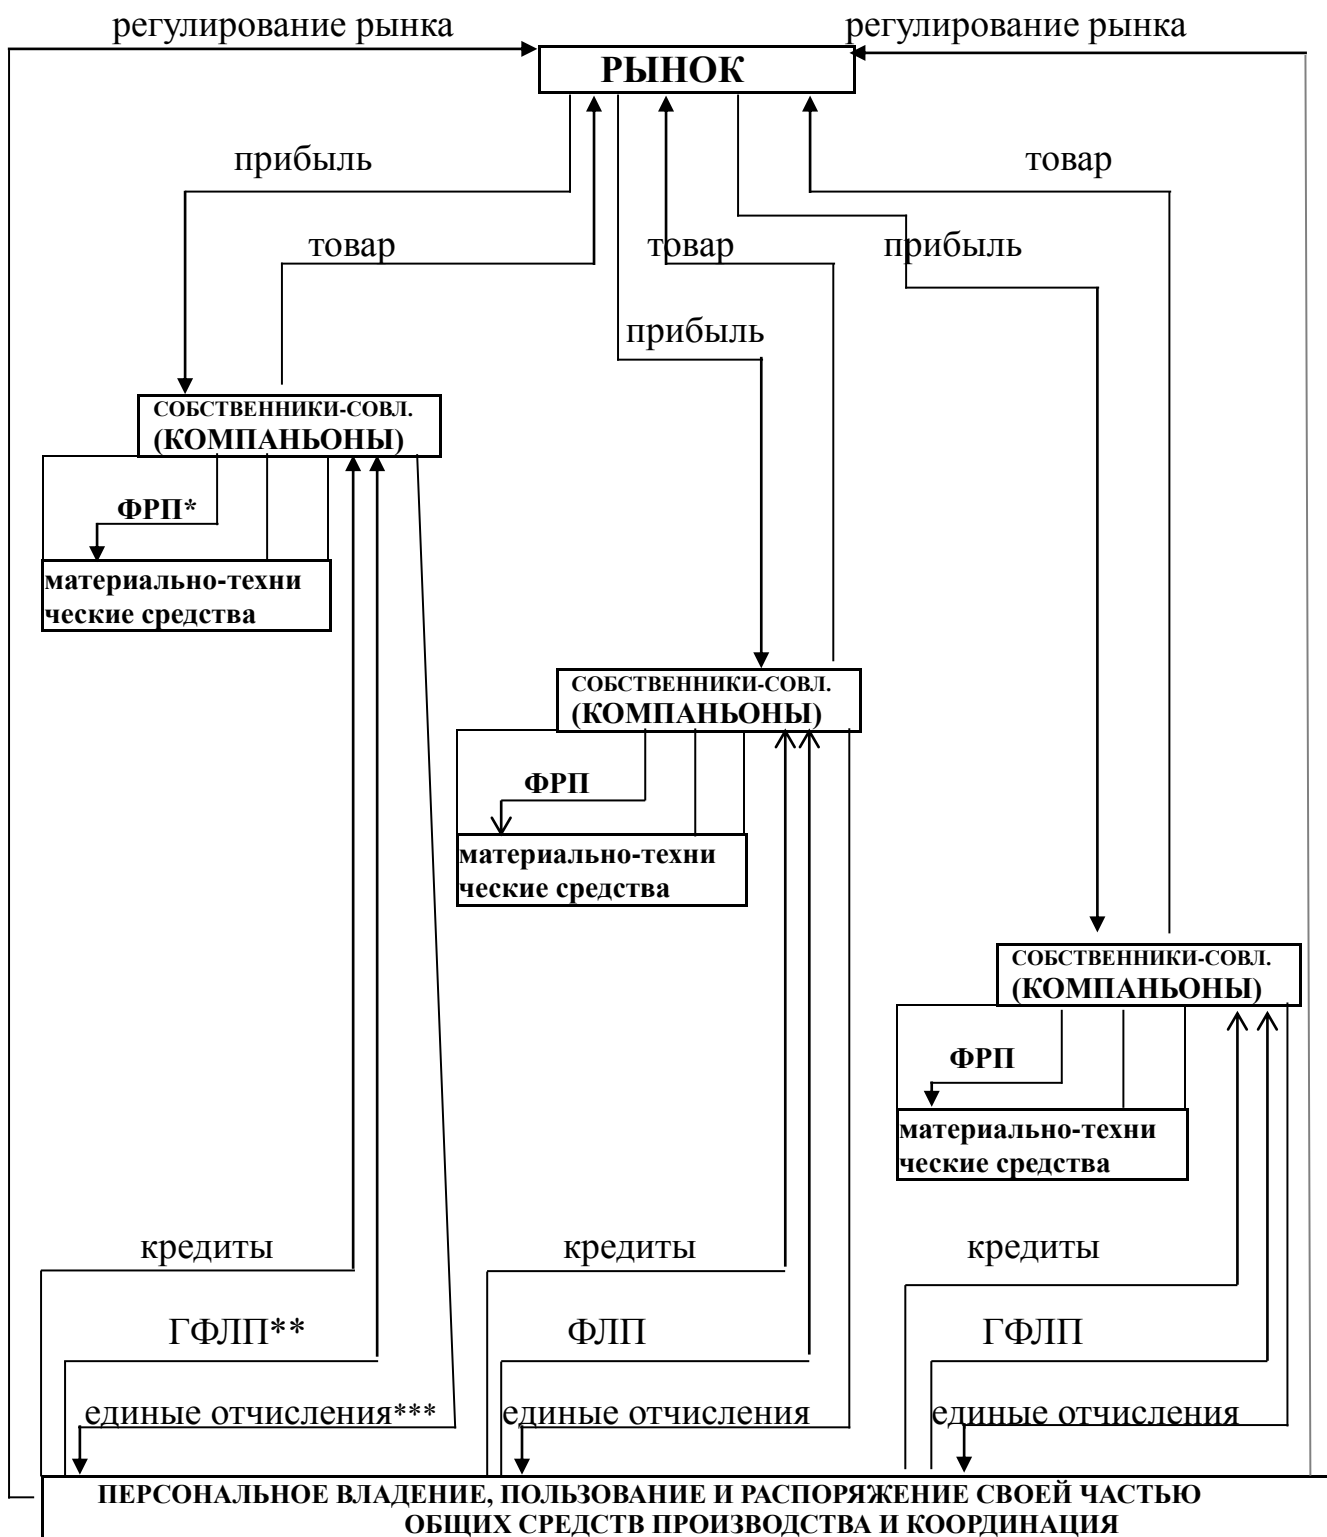 регулирование рынка
регулирование рынка
РЫНОК
прибыль
товар
товар
товар
прибыль
прибыль
СОБСТВЕННИКИ-СОВЛ.
(КОМПАНЬОНЫ)
ФРП*
материально-техни
ческие средства
СОБСТВЕННИКИ-СОВЛ.
(КОМПАНЬОНЫ)
ФРП
материально-техни
ческие средства
СОБСТВЕННИКИ-СОВЛ.
(КОМПАНЬОНЫ)
ФРП
материально-техни
ческие средства
кредиты
кредиты
кредиты
ГФЛП**
ФЛП
ГФЛП
единые отчисления***
единые отчисления
единые отчисления
ПЕРСОНАЛЬНОЕ ВЛАДЕНИЕ, ПОЛЬЗОВАНИЕ И РАСПОРЯЖЕНИЕ СВОЕЙ ЧАСТЬЮ
ОБЩИХ СРЕДСТВ ПРОИЗВОДСТВА И КООРДИНАЦИЯ